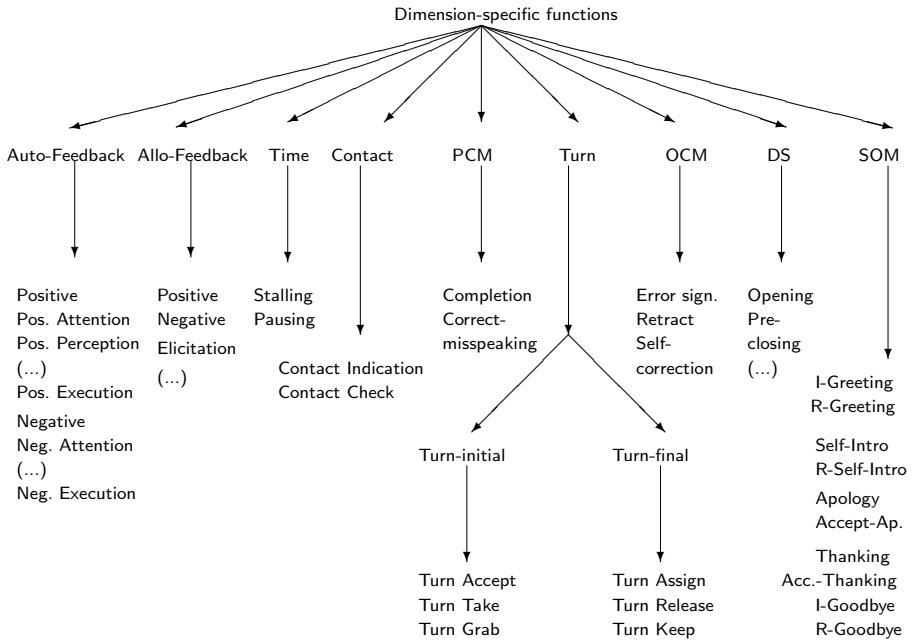 Dimension-specific functions
Auto-Feedback
Allo-Feedback
Time
Contact
PCM
Turn
OCM
DS
SOM
Positive
Pos. Attention
Pos. Perception
(...)
Pos. Execution
Negative
Neg. Attention
(...)
Neg. Execution
Positive
Negative
Elicitation
(...)
Stalling
Pausing
Contact Indication
Contact Check
Completion
Correct-
misspeaking
Turn-initial
Turn Accept
Turn Take
Turn Grab
Turn-final
Turn Assign
Turn Release
Turn Keep
Error sign.
Retract
Self-
correction
Opening
Pre-
closing
(...)
I-Greeting
R-Greeting
Self-Intro
R-Self-Intro
Apology
Accept-Ap.
Thanking
Acc.-Thanking
I-Goodbye
R-Goodbye